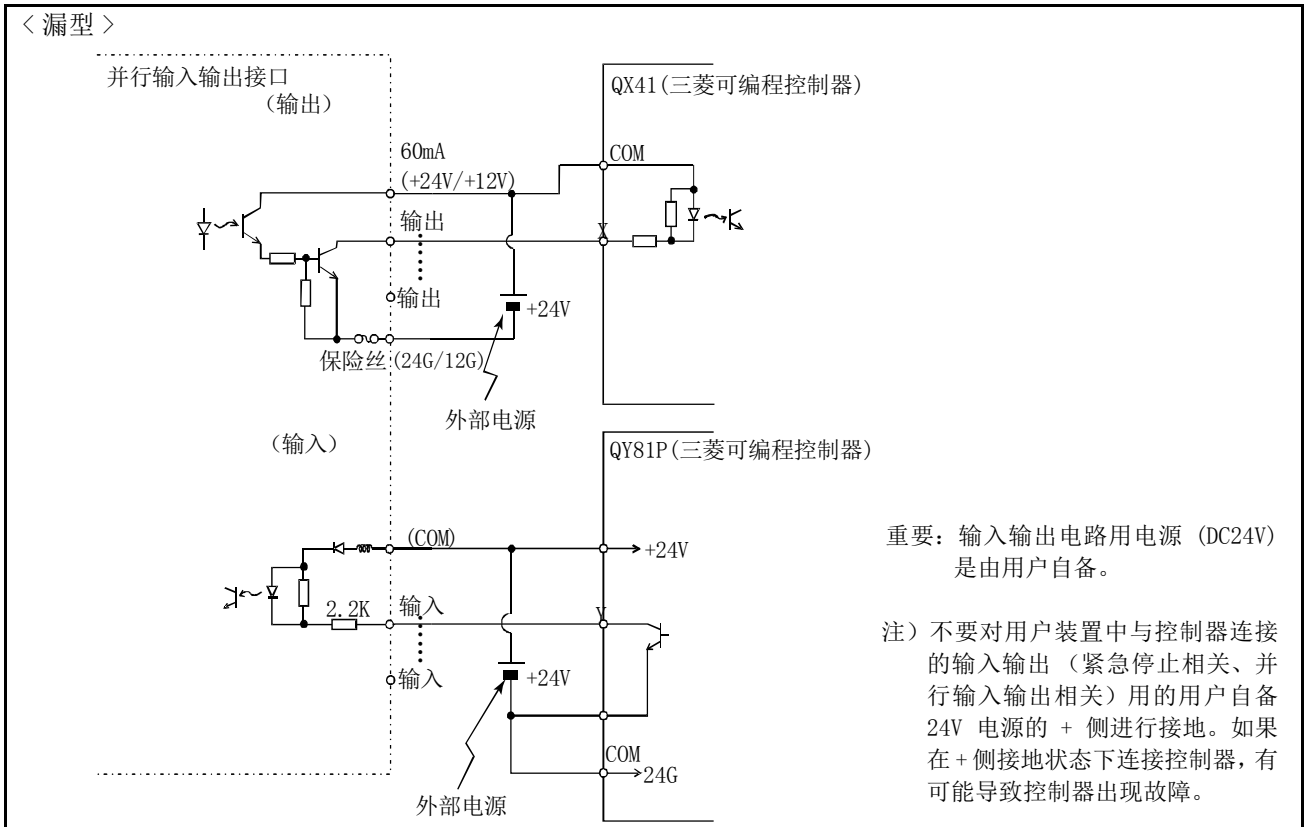 <漏型>
并行输入输出接口
(输出)
QX41(三菱可编程控制器)
60mA
(+24V/+12V)
COM
输出
X
输出
+24V
保险丝
(24G/12G)
外部电源
(输入)
QY81P(三菱可编程控制器)
(COM)
+24V
2.2K
输入
Y
输入
+24V
COM
24G
外部电源
重要：输入输出电路用电源 (DC24V)
是由用户自备。
注）不要对用户装置中与控制器连接
的输入输出 （紧急停止相关、并
行输入输出相关）用的用户自备
24V 电源的 + 侧进行接地。如果
在+侧接地状态下连接控制器，有
可能导致控制器出现故障。